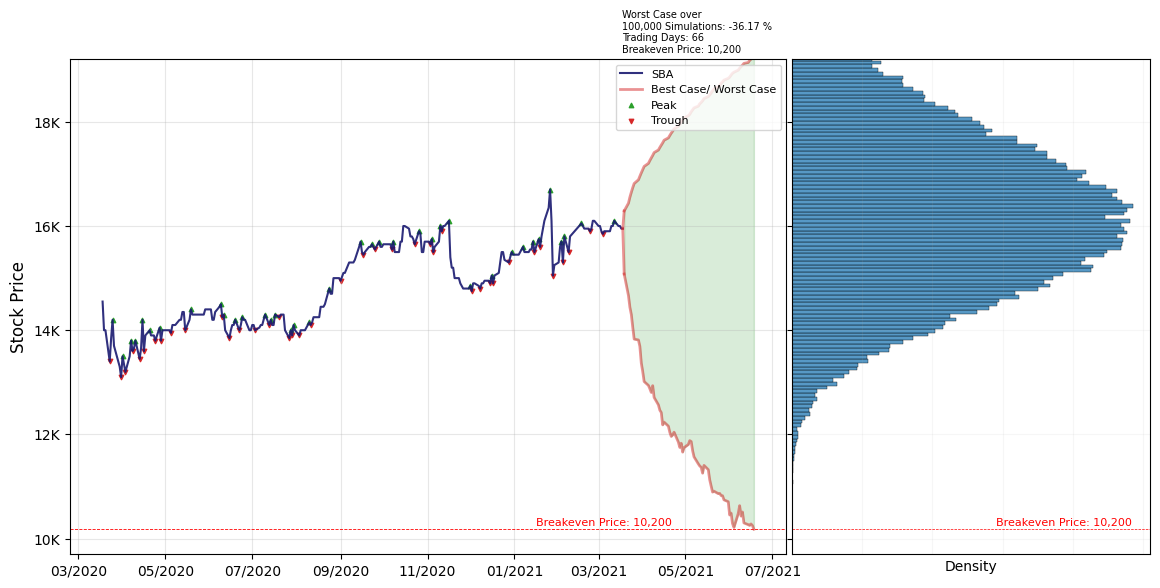 Worst Case over
100,000 Simulations: -36.17 %
Trading Days: 66
Breakeven Price: 10,200
SBA
Best Case/ Worst Case
Peak
Trough
Stock Price
18K
16K
14K
12K
10K
Breakeven Price: 10,200
Breakeven Price: 10,200
03/2020 05/2020 07/2020 09/2020 11/2020 01/2021 03/2021 05/2021 07/2021
Density